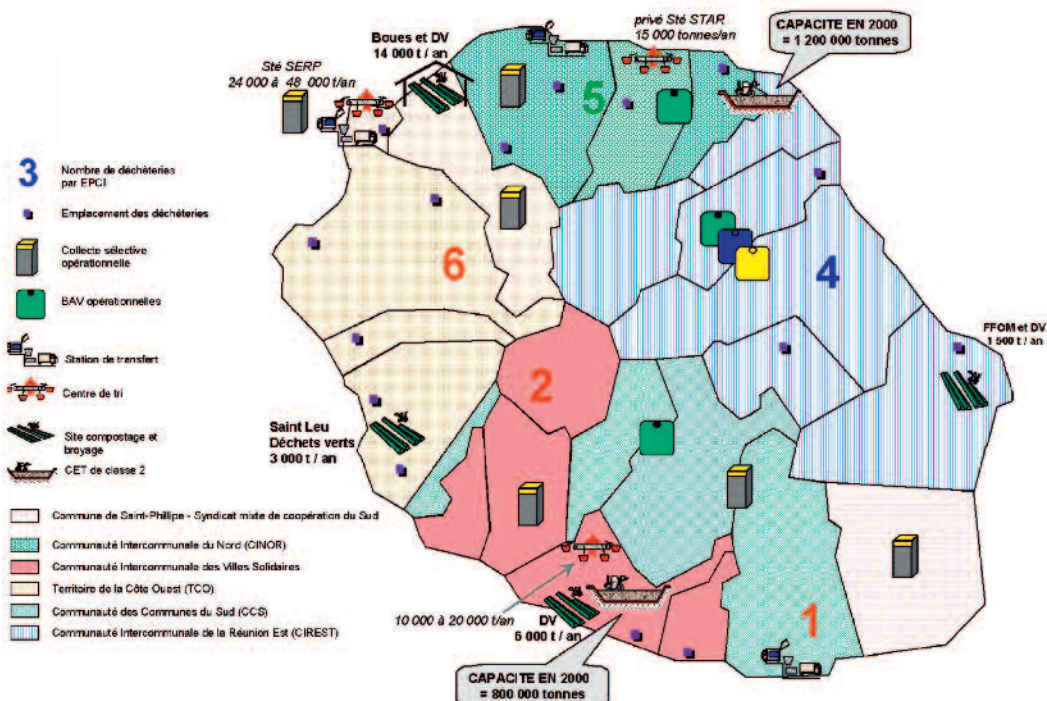 Boues et DV
14 000 t / an
privé Sté STAR
15 000 tonnes/an
CAPACITE EN 2000
= 1 200 000 tonnes
Sté SERP
24 000 à 48 000 t/an
5
3
Nombre de déchèteries
par EPCI
Emplacement des déchèteries
Collecte sélective
opérationnelle
BAV opérationnelles
Station de transfert
Centre de tri
Site compostage et
broyage
CET de classe 2
6
4
FFOM et DV
1 500 t / an
2
Saint Leu
Déchets verts
3 000 t / an
Commune de Saint-Phillipe - Syndicat mixte de coopération du Sud
Communauté Intercommunale du Nord (CINOR)
Communauté Intercommunale des Villes Solidaires
Territoire de la Côte Ouest (TCO)
Communauté des Communes du Sud (CCS)
Communauté Intercommunale de la Réunion Est (CIREST)
10 000 à 20 000 t/an
DV
6 000 t / an
1
CAPACITE EN 2000
= 800 000 tonnes